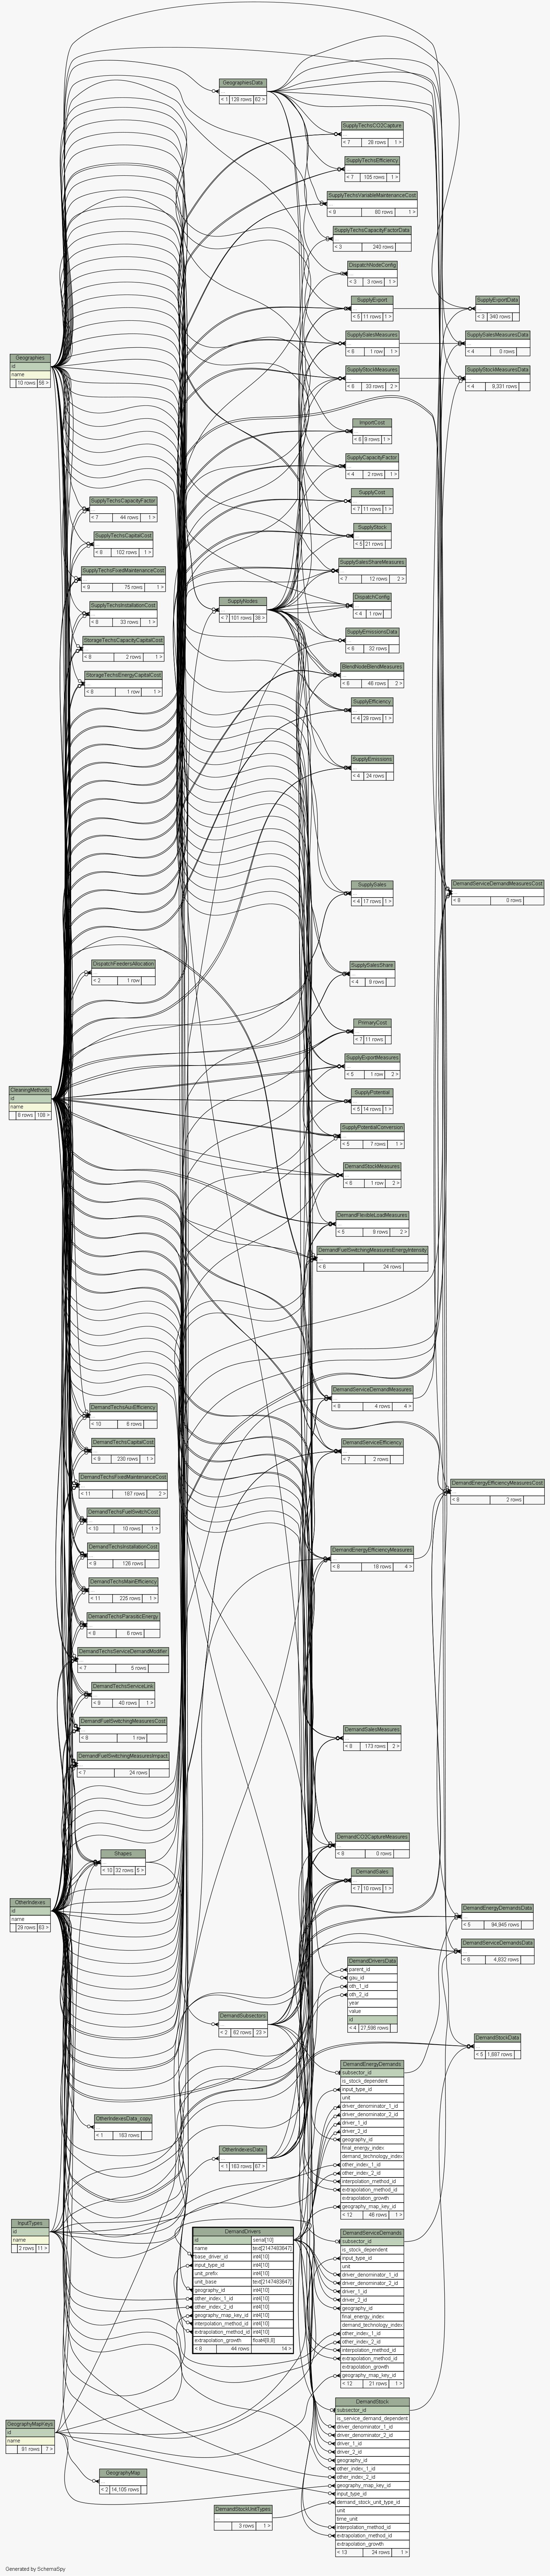 GeographiesData
...
< 1 128 rows 62 >
SupplyTechsCO2Capture
...
< 7 28 rows 1 >
SupplyTechsEfficiency
...
< 7 105 rows 1 >
SupplyTechsVariableMaintenanceCost
...
< 9 86 rows 1 >
SupplyTechsCapacityFactorData
...
< 3 240 rows
DispatchNodeConfig
...
< 3 3 rows 1 >
SupplyExport
...
< 5 11 rows 1 >
SupplyExportData
...
< 3 340 rows
SupplySalesMeasures
...
< 8 1 row 1 >
SupplySalesMeasuresData
...
< 4 0 rows
Geographies
id
name
10 rows 56 >
SupplyStockMeasures
...
< 6 33 rows 2 >
SupplyStockMeasuresData
...
< 4 9,331 rows
ImportCost
...
< 6 9 rows 1 >
SupplyCapacityFactor
...
< 4 2 rows 1 >
SupplyCost
...
< 7 11 rows 1 >
SupplyTechsCapacityFactor
...
< 7 44 rows 1 >
SupplyStock
...
< 5 21 rows
SupplyTechsCapitalCost
...
< 9 102 rows 1 >
SupplySalesShareMeasures
...
< 7 12 rows 2 >
SupplyTechsFixedMaintenanceCost
...
< 9 75 rows 1 >
SupplyNodes
...
< 7 101 rows 38 >
DispatchConfig
...
< 4 1 row
SupplyTechsInstallationCost
...
< 8 33 rows 1 >
SupplyEmissionsData
...
< 6 32 rows
StorageTechsCapacityCapitalCost
...
< 8 2 rows 1 >
BlendNodeBlendMeasures
...
< 6 46 rows 2 >
StorageTechsEnergyCapitalCost
...
< 8 1 row 1 >
SupplyEfficiency
...
< 4 28 rows 1 >
SupplyEmissions
...
< 4 24 rows
SupplySales
...
< 4 17 rows 1 >
DemandServiceDemandMeasuresCost
...
< 8 0 rows
DispatchFeedersAllocation
...
< 2 1 row
SupplySalesShare
...
< 4 9 rows
PrimaryCost
...
< 7 11 rows
SupplyExportMeasures
...
< 5 1 row 2 >
CleaningMethods
id
name
8 rows 108 >
SupplyPotential
...
< 5 14 rows 1 >
SupplyPotentialConversion
...
< 5 7 rows 1 >
DemandStockMeasures
...
< 6 1 row 2 >
DemandFlexibleLoadMeasures
...
< 5 9 rows 2 >
DemandFuelSwitchingMeasuresEnergyIntensity
...
< 8 24 rows
DemandServiceDemandMeasures
...
< 8 4 rows 4 >
DemandTechsAuxEfficiency
...
< 10 6 rows
DemandServiceEfficiency
...
< 7 2 rows
DemandTechsCapitalCost
...
< 9 230 rows 1 >
DemandTechsFixedMaintenanceCost
...
< 11 187 rows 2 >
DemandEnergyEfficiencyMeasuresCost
...
< 8 2 rows
DemandTechsFuelSwitchCost
...
< 10 10 rows 1 >
DemandTechsInstallationCost
...
< 9 126 rows
DemandEnergyEfficiencyMeasures
...
< 8 18 rows 4 >
DemandTechsMainEfficiency
...
< 11 225 rows 1 >
DemandTechsParasiticEnergy
...
< 8 6 rows
DemandTechsServiceDemandModifier
...
< 7 5 rows
DemandTechsServiceLink
...
< 9 40 rows 1 >
DemandFuelSwitchingMeasuresCost
...
< 8 1 row
DemandSalesMeasures
...
< 8 173 rows 2 >
DemandFuelSwitchingMeasuresImpact
...
< 7 24 rows
DemandCO2CaptureMeasures
...
< 8 0 rows
Shapes
...
< 10 32 rows 5 >
DemandSales
...
< 7 10 rows 1 >
OtherIndexes
id
name
28 rows 83 >
DemandEnergyDemandsData
...
< 5 94,945 rows
DemandServiceDemandsData
...
< 6 4,832 rows
DemandDriversData
parent_id
gau_id
oth_1_id
oth_2_id
year
value
id
< 4 27,596 rows
DemandSubsectors
...
< 2 62 rows 23 >
DemandStockData
...
< 5 1,887 rows
OtherIndexesData_copy
...
< 1 163 rows
OtherIndexesData
...
< 1 163 rows 67 >
DemandEnergyDemands
subsector_id
is_stock_dependent
input_type_id
unit
driver_denominator_1_id
driver_denominator_2_id
driver_1_id
driver_2_id
geography_id
final_energy_index
demand_technology_index
other_index_1_id
other_index_2_id
interpolation_method_id
extrapolation_method_id
extrapolation_growth
geography_map_key_id
< 12 46 rows 1 >
InputTypes
id
name
2 rows 11 >
DemandDrivers
id serial[10]
name text[2147483647]
base_driver_id int4[10]
input_type_id int4[10]
unit_prefix int4[10]
unit_base text[2147483647]
geography_id int4[10]
other_index_1_id int4[10]
other_index_2_id int4[10]
geography_map_key_id int4[10]
interpolation_method_id int4[10]
extrapolation_method_id int4[10]
extrapolation_growth float4[8,8]
< 8 44 rows 14 >
DemandServiceDemands
subsector_id
is_stock_dependent
input_type_id
unit
driver_denominator_1_id
driver_denominator_2_id
driver_1_id
driver_2_id
geography_id
final_energy_index
demand_technology_index
other_index_1_id
other_index_2_id
interpolation_method_id
extrapolation_method_id
extrapolation_growth
geography_map_key_id
< 12 21 rows 1 >
GeographyMapKeys
id
name
91 rows 7 >
DemandStock
subsector_id
is_service_demand_dependent
driver_denominator_1_id
driver_denominator_2_id
driver_1_id
driver_2_id
geography_id
other_index_1_id
other_index_2_id
geography_map_key_id
input_type_id
demand_stock_unit_type_id
unit
time_unit
interpolation_method_id
extrapolation_method_id
extrapolation_growth
< 13 24 rows 1 >
GeographyMap
...
< 2 14,108 rows
DemandStockUnitTypes
...
3 rows 1 >
Generated by SchemaSpy